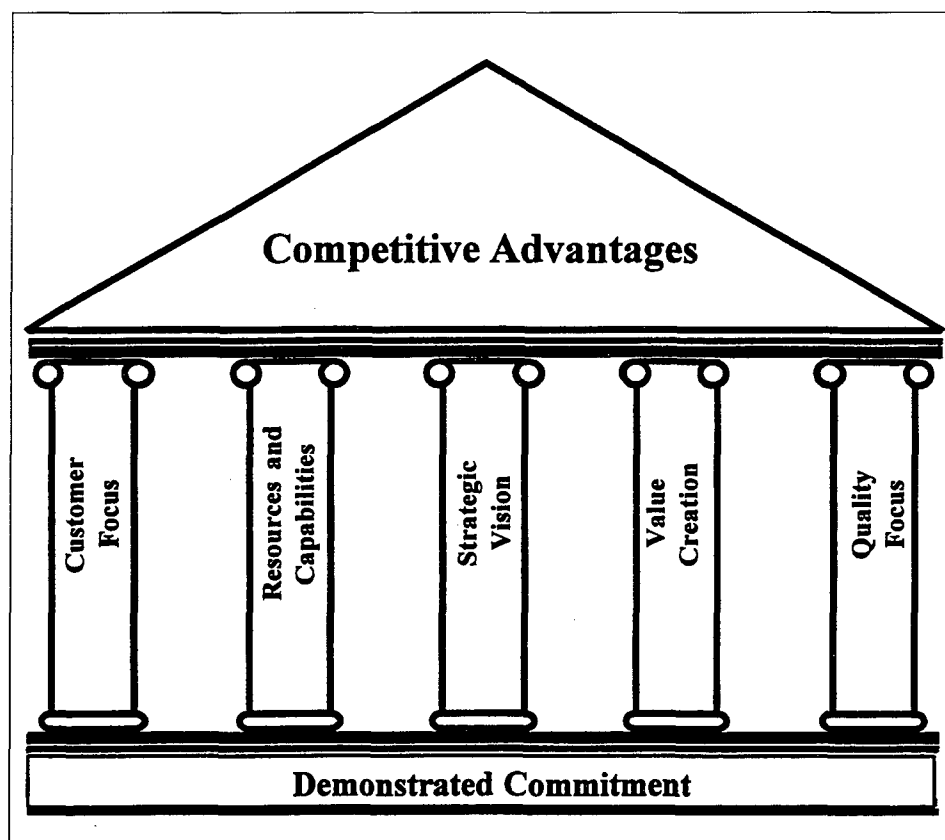 Competitive Advantages
Customer
Focus
Resources and
Capabilities
Strategic
Vision
Value
Creation
Quality
Focus
Demonstrated Commitment